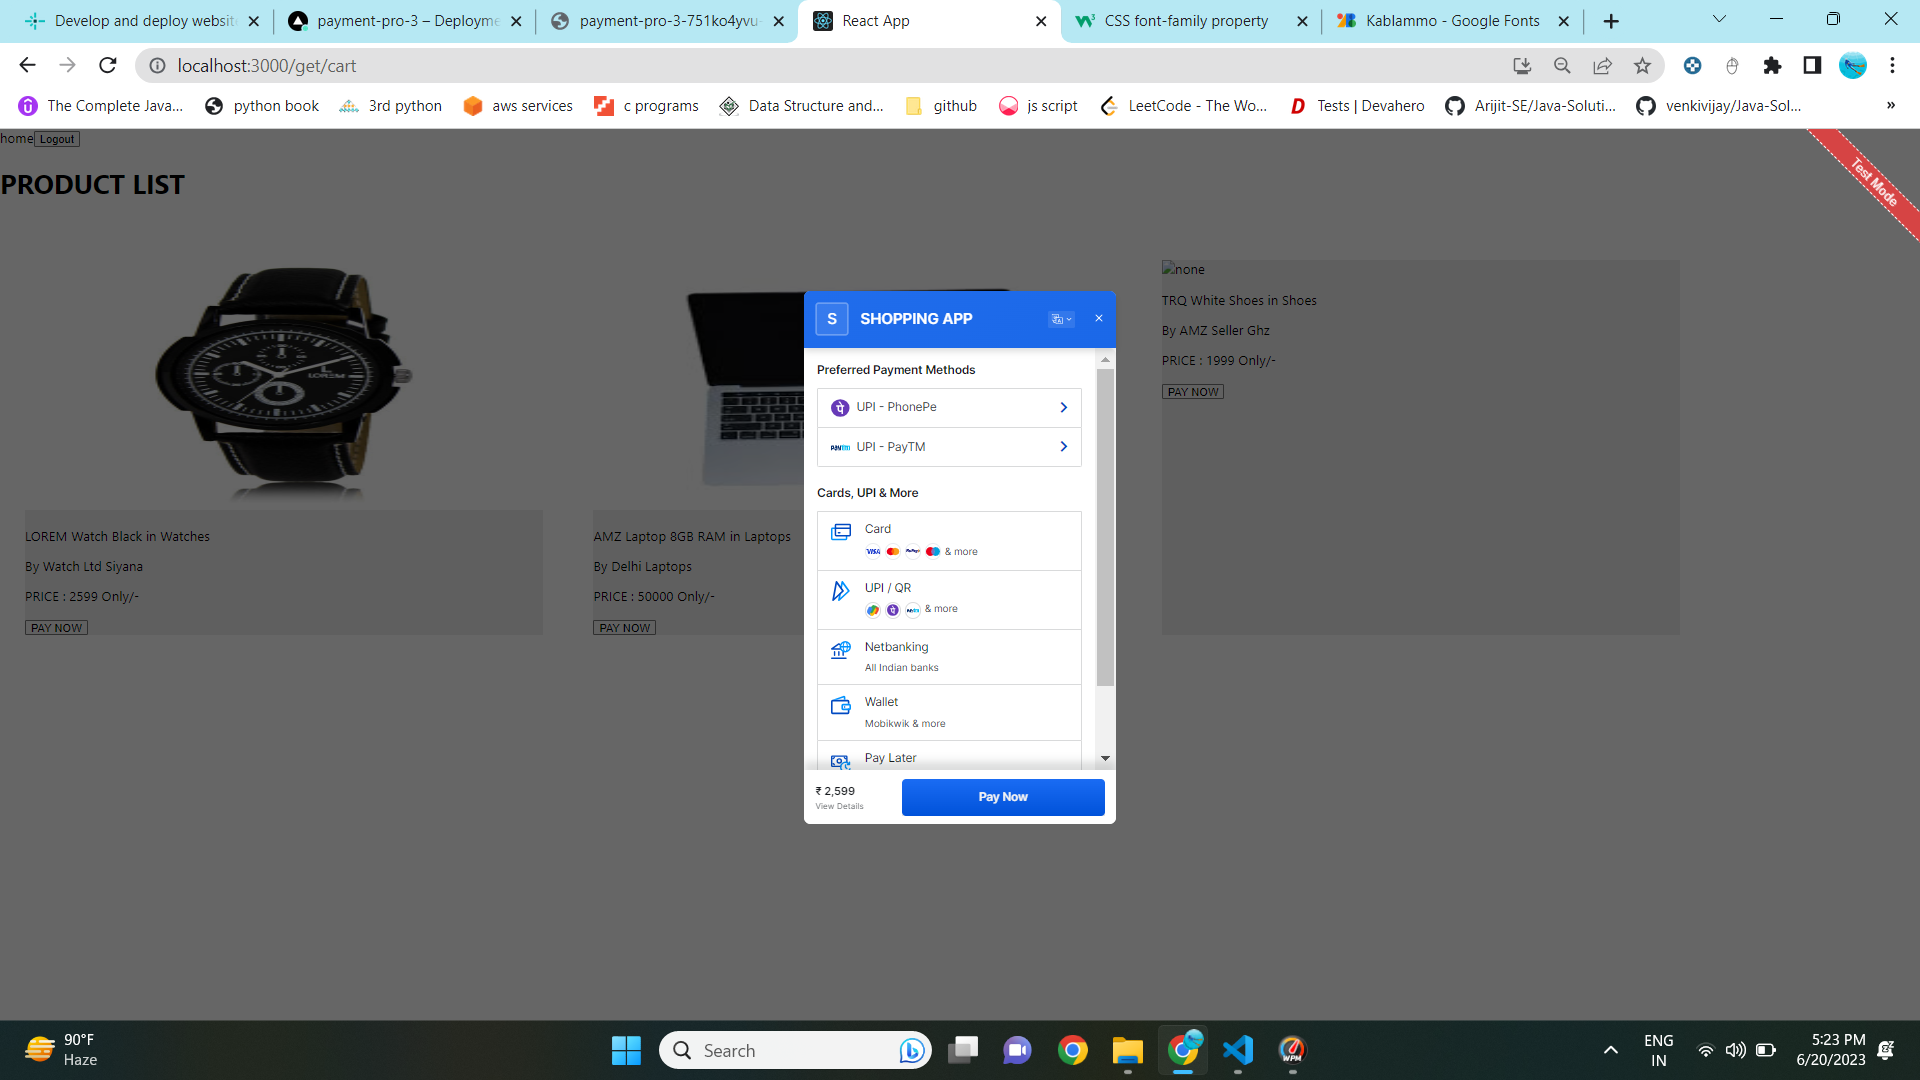 Develop and deploy websit
payment-pro-3 – Deployme
payment-pro-3-751ko4yvu-
React App
CSS font-family property
Kablammo - Google Fonts
localhost:3000/get/cart
The Complete Java...
python book
3rd python
aws services
c programs
Data Structure and...
github
js script
LeetCode - The Wo...
Tests | Devahero
Arijit-SE/Java-Soluti...
venkivijay/Java-Sol...
»
home
Logout
Test Mode
PRODUCT LIST
LOREM
LOREM Watch Black in Watches
By Watch Ltd Siyana
PRICE : 2599 Only/-
PAY NOW
AMZ Laptop 8GB RAM in Laptops
By Delhi Laptops
PRICE : 50000 Only/-
PAY NOW
none
TRQ White Shoes in Shoes
By AMZ Seller Ghz
PRICE : 1999 Only/-
PAY NOW
S
SHOPPING APP
Preferred Payment Methods
UPI - PhonePe
paytm
UPI - PayTM
Cards, UPI & More
Card
VISA
RuPay
& more
UPI / QR
paytm
& more
Netbanking
All Indian banks
Wallet
Mobikwik & more
Pay Later
₹ 2,599
View Details
Pay Now
90°F
Haze
Search
WPM
ENG
IN
5:23 PM
6/20/2023